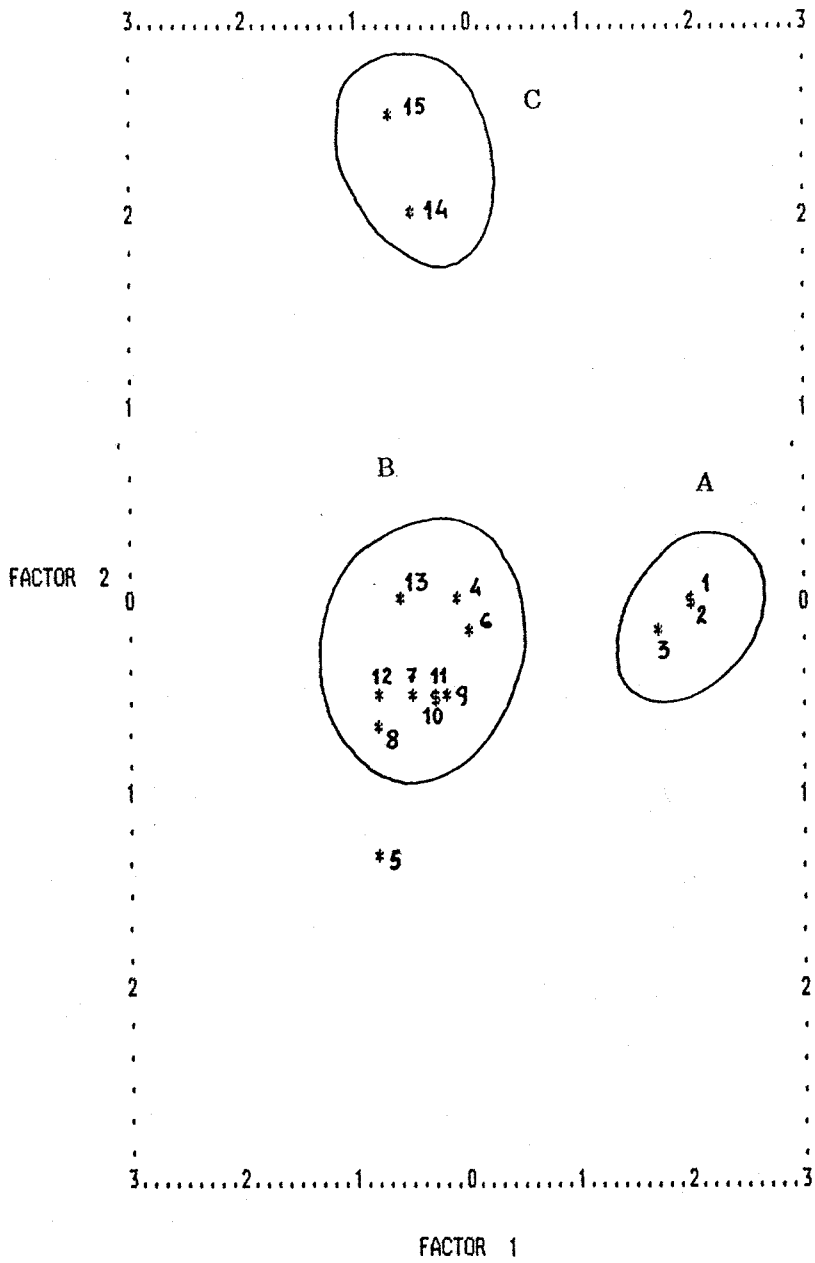 3.........2.........1.........0.........1.........2.........3
* 15
C
2 * 14 2
1 1
B
A
FACTOR 2
* 13 * 4 1
0 $ 0
* 6 2
*
3
12 7 11
* * $ * 9
10
* 8
1 1
* 5
2 2
3.........2.........1.........0.........1.........2.........3
FACTOR 1